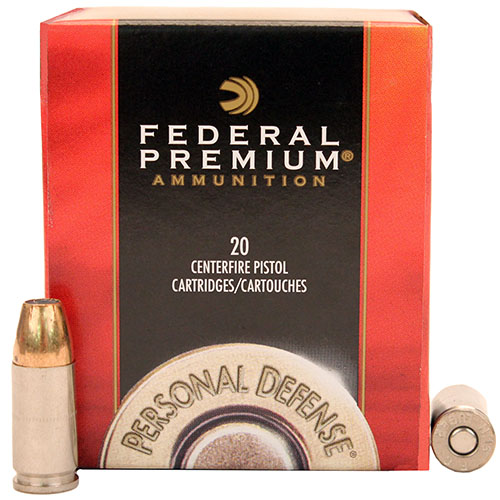 FEDERAL
PREMIUM®
AMMUNITION
20
CENTERFIRE PISTOL
CARTRIDGES/CARTOUCHES
PERSONAL DEFENSE®